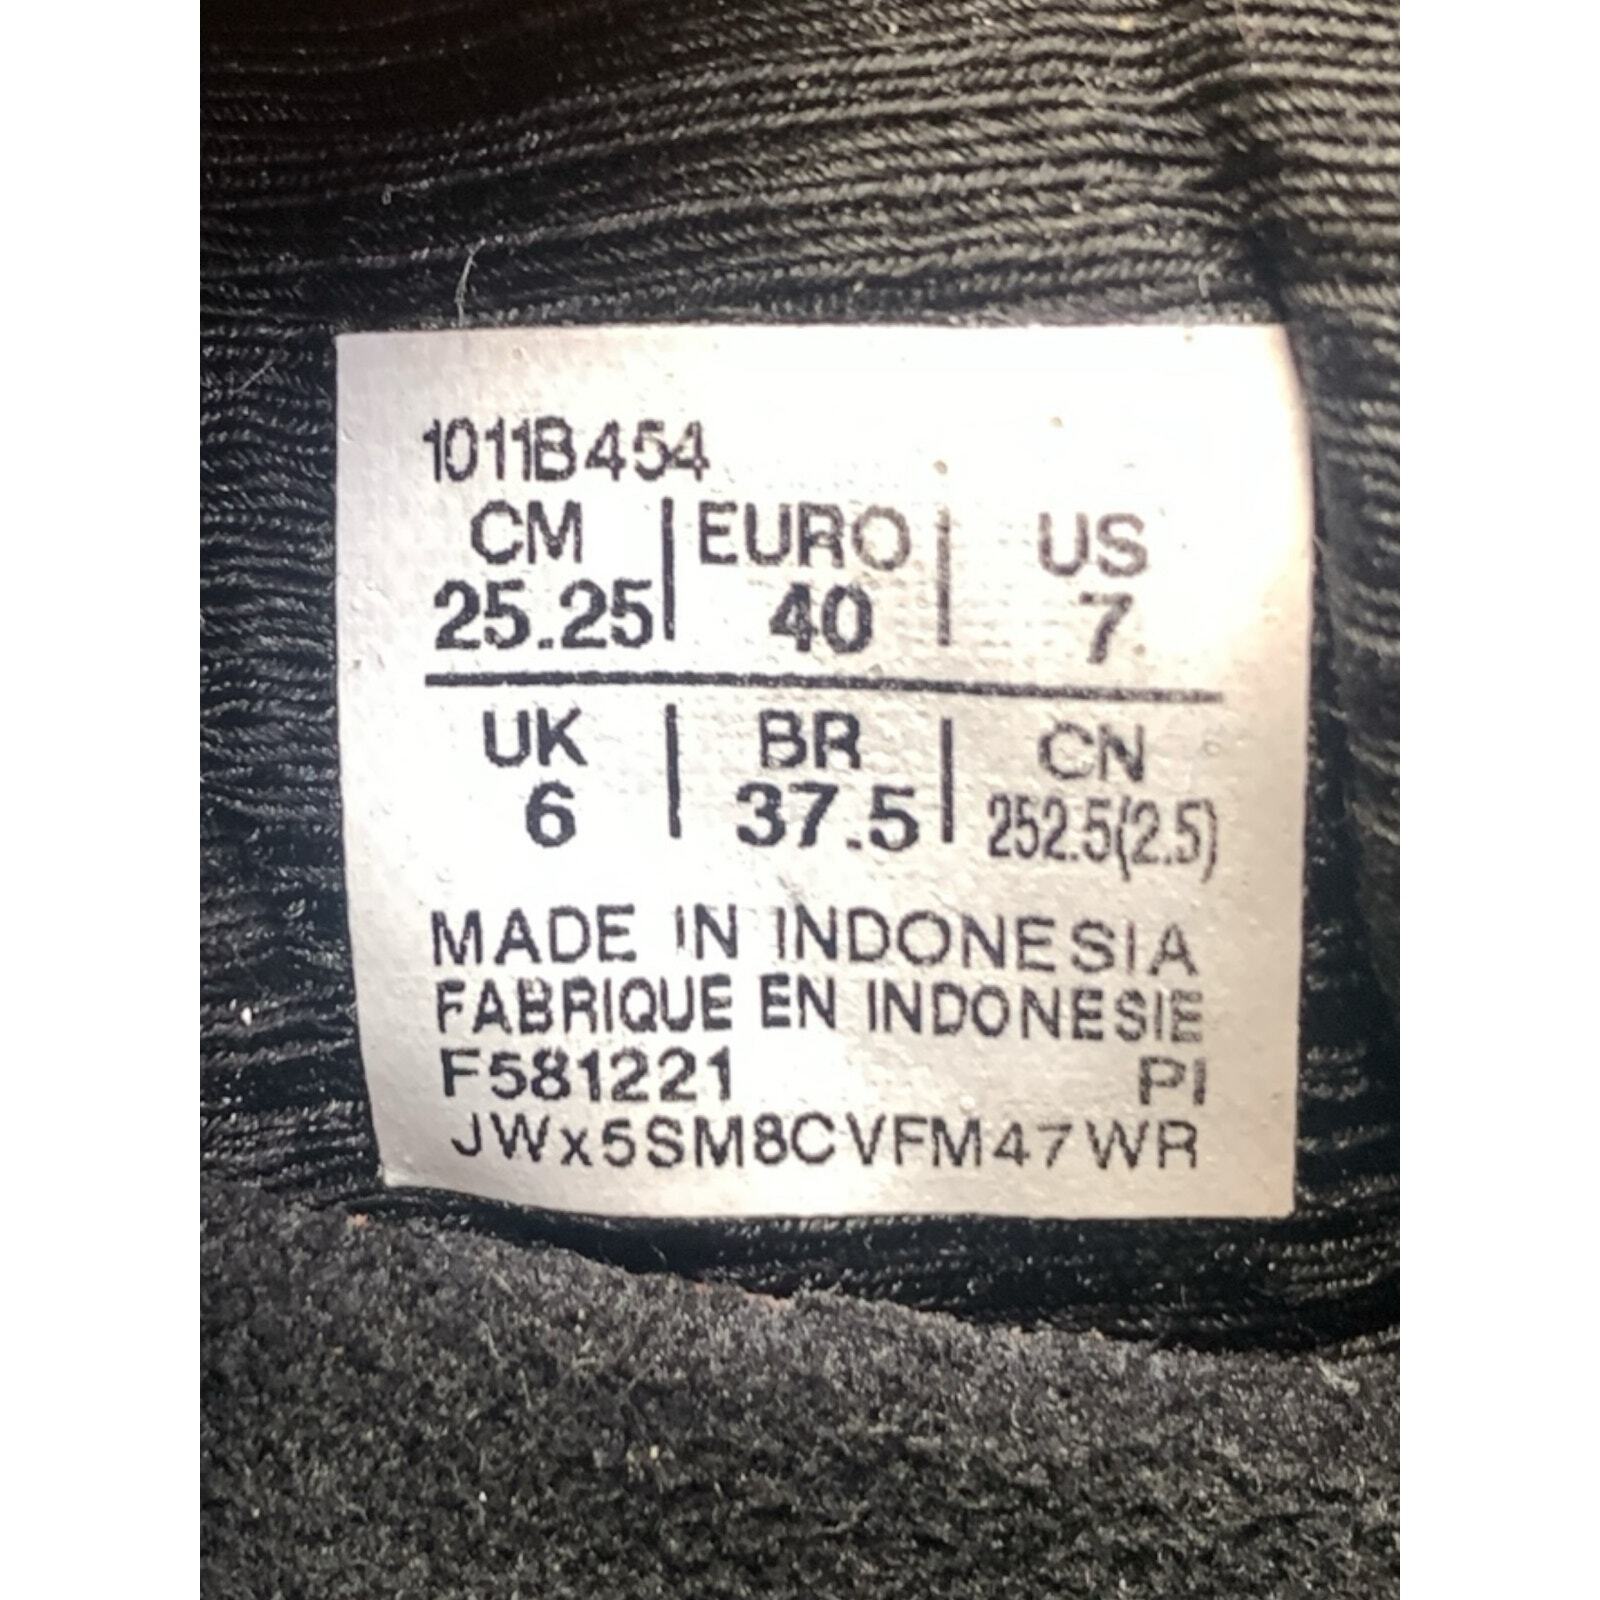 1011B454
CM | EURO | US
25.25 | 40 | 7
UK | BR | CN
6 | 37.5 | 252.5(2.5)
MADE IN INDONESIA
FABRIQUE EN INDONESIE
F581221 PI
JWx5SM8CVFM47WR